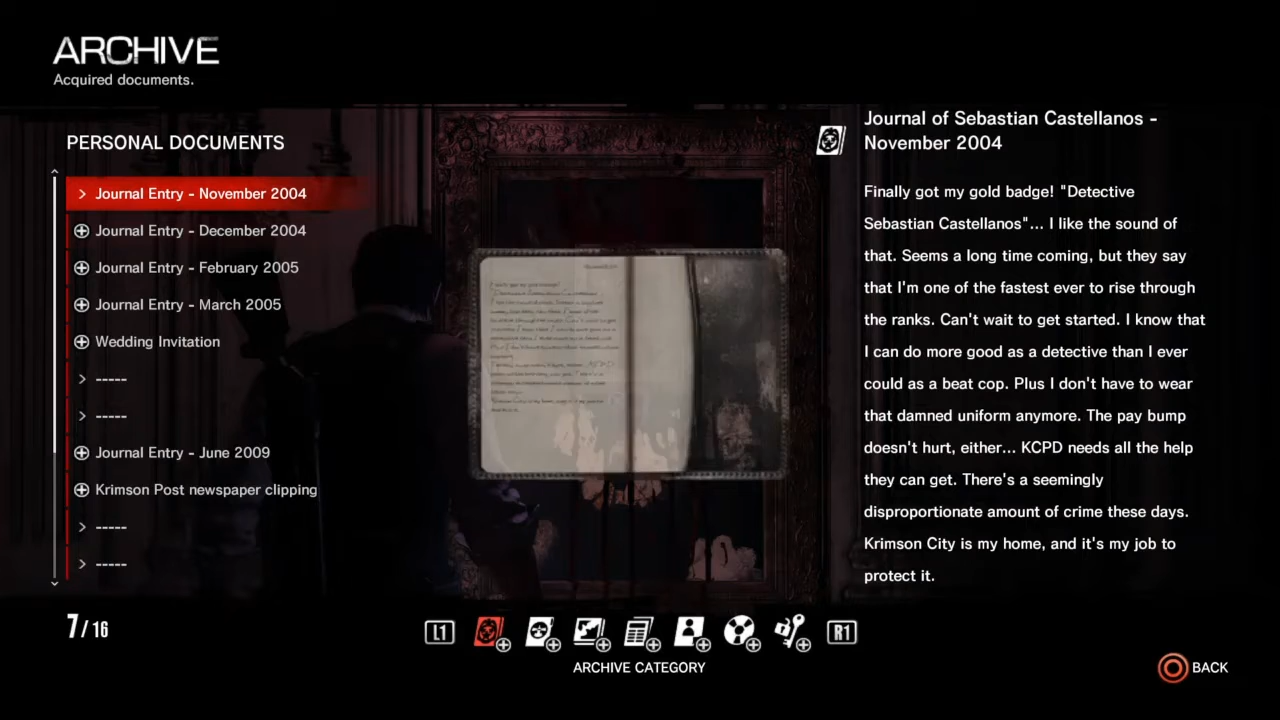 ARCHIVE
Acquired documents.
PERSONAL DOCUMENTS
Journal Entry - November 2004
Journal Entry - December 2004
Journal Entry - February 2005
Journal Entry - March 2005
Wedding Invitation
-----
-----
Journal Entry - June 2009
Krimson Post newspaper clipping
-----
-----
7/16
Journal of Sebastian Castellanos -
November 2004
Finally got my gold badge! "Detective
Sebastian Castellanos"... I like the sound of
that. Seems a long time coming, but they say
that I'm one of the fastest ever to rise through
the ranks. Can't wait to get started. I know that
I can do more good as a detective than I ever
could as a beat cop. Plus I don't have to wear
that damned uniform anymore. The pay bump
doesn't hurt, either... KCPD needs all the help
they can get. There's a seemingly
disproportionate amount of crime these days.
Krimson City is my home, and it's my job to
protect it.
L1
R1
ARCHIVE CATEGORY
BACK